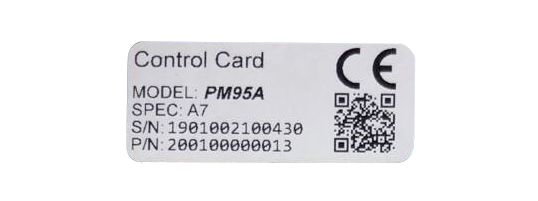 Control Card
CE
MODEL: PM95A
SPEC: A7
S/N: 1901002100430
P/N: 200100000013